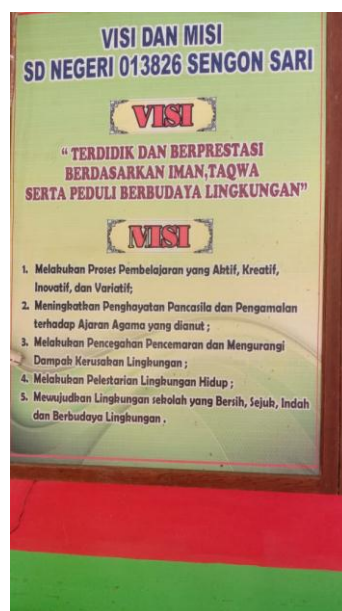 VISI DAN MISI
SD NEGERI 013826 SENGON SARI
VISI
“ TERDIDIK DAN BERPRESTASI
BERDASARKAN IMAN,TAQWA
SERTA PEDULI BERBUDAYA LINGKUNGAN”
MISI
1. Melakukan Proses Pembelajaran yang Aktif, Kreatif,
Inovatif, dan Variatif;
2. Meningkatkan Penghayatan Pancasila dan Pengamalan
terhadap Ajaran Agama yang dianut ;
3. Melakukan Pencegahan Pencemaran dan Mengurangi
Dampak Kerusakan Lingkungan ;
4. Melakukan Pelestarian Lingkungan Hidup ;
5. Mewujudkan Lingkungan sekolah yang Bersih, Sejuk, Indah
dan Berbudaya Lingkungan .